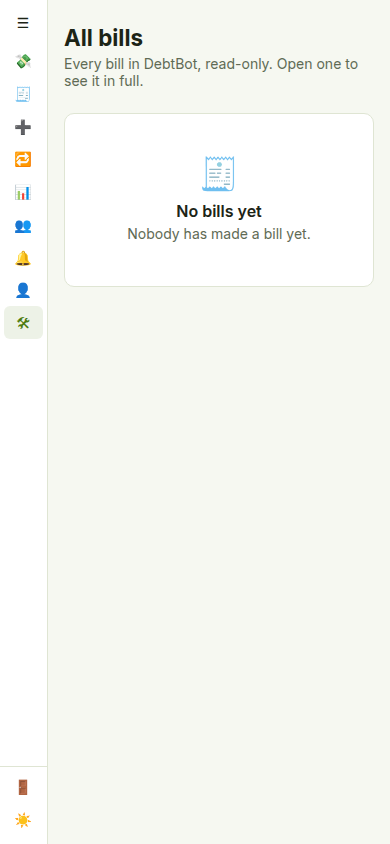 All bills
Every bill in DebtBot, read-only. Open one to
see it in full.
No bills yet
Nobody has made a bill yet.